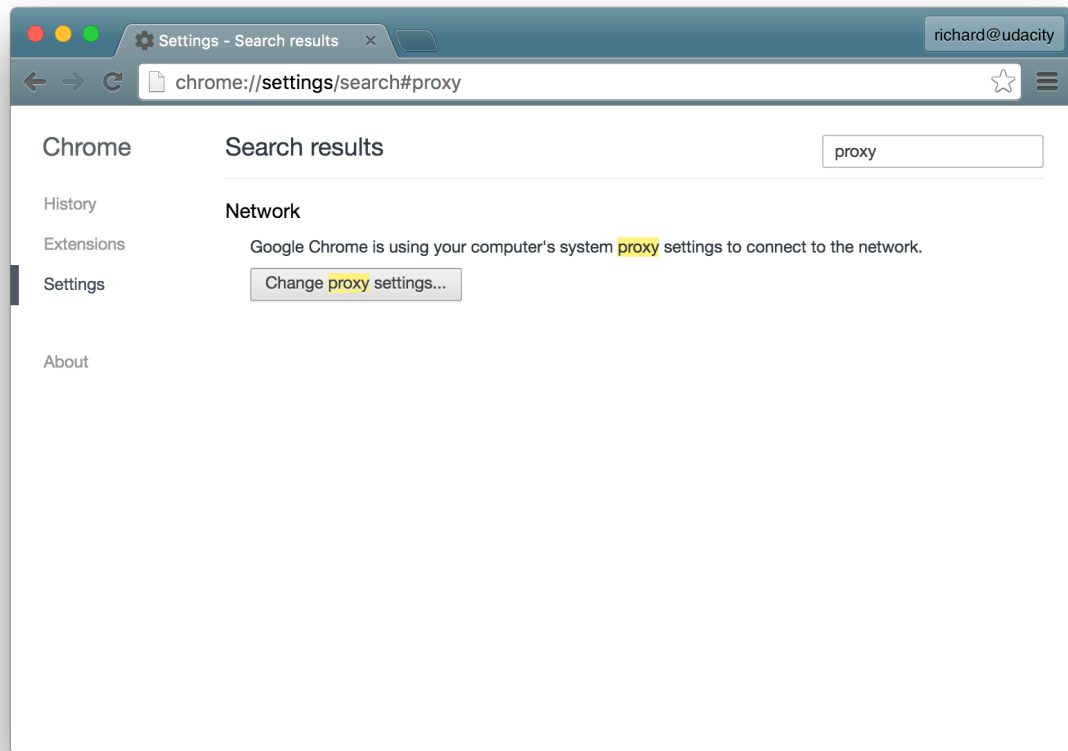 Settings - Search results
richard@udacity
chrome://settings/search#proxy
Chrome
Search results
proxy
History
Extensions
Settings
About
Network
Google Chrome is using your computer's system proxy settings to connect to the network.
Change proxy settings...